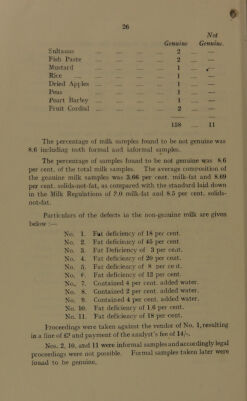 26
Not
Genuine Genuine.
Sultanas ... ... ... ... 2 ... —
Fish Paste ... ... ... ... 2 ... —
Mustard ... ... ... ... 1 ... —
Rice ... ... ... ... 1 ... —
Dried Apples ... ... ... ... 1 ... —
Peas ... ... ... ... 1 ... —
Pearl Barley ... ... ... ... 1 ... —
Fruit Cordial ... ... ... ... 2 ... —
158 ... 11
The percentage of milk samples found to be not genuine was
8.6 including both formal and informal samples.
The percentage of samples found to be not genuine was 8.6
per cent. of the total milk samples. The average composition of
the genuine milk samples was 3.66 per cent. milk-fat and 8.69
per cent. solids-not-fat, as compared with the standard laid down
in the Milk Regulations of 3.0 milk-fat and 8.5 per cent. solids-
not-fat.
Particulars of the defects in the non-genuine milk are given
below :—
No. 1. Fat deficiency of 18 per cent.
No. 2. Fat deficiency of 45 per cent
No. 3. Fat Deficiency of 3 per cent.
No. 4. Fat deficiency of 20 per cent.
No. 5. Fat deficiency of 8 per cent.
No. 6. Fat deficiency of 12 per cent.
No. 7. Contained 4 per cent. added water.
No. 8. Contained 2 per cent. added water.
No. 9. Contained 4 per cent. added water.
No. 10. Fat deficiency of 1.6 per cent.
No. 11. Fat deficiency of 18 per cent.
Proceedings were taken against the vendor of No. 1, resulting
in a fine of £2 and payment of the analyst's fee of 14/-.
Nos. 2, 10, and 11 were informal samples and accordingly legal
proceedings were not possible. Formal samples taken later were
found to be genuine.